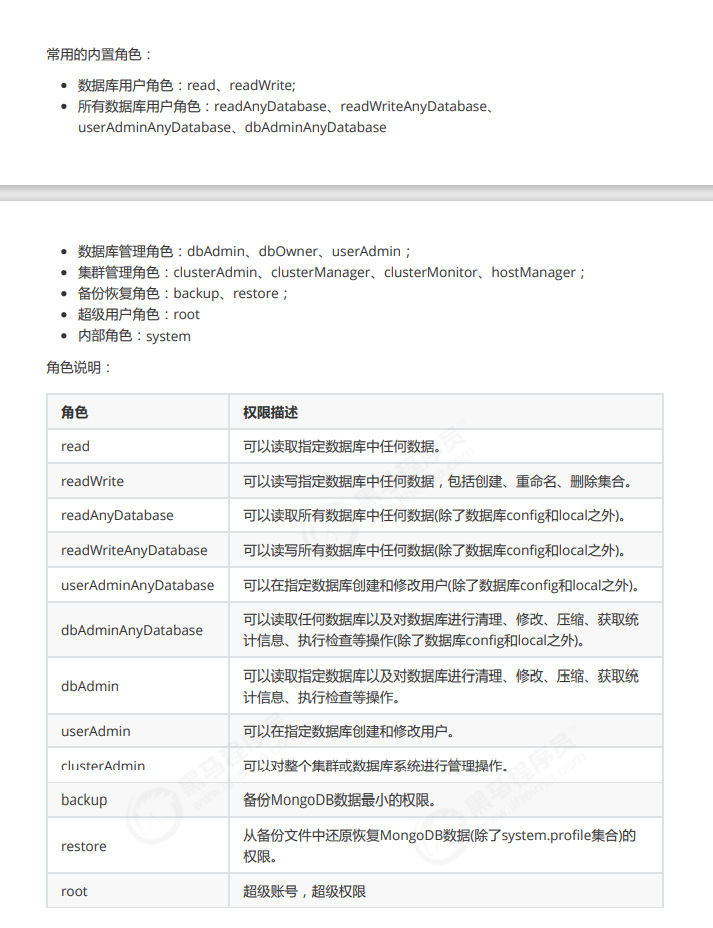 常用的内置角色：
数据库用户角色：read、readWrite;
所有数据库用户角色：readAnyDatabase、readWriteAnyDatabase、
userAdminAnyDatabase、dbAdminAnyDatabase
数据库管理角色：dbAdmin、dbOwner、userAdmin；
集群管理角色：clusterAdmin、clusterManager、clusterMonitor、hostManager；
备份恢复角色：backup、restore；
超级用户角色：root
内部角色：system
角色说明：
角色 权限描述
read 可以读取指定数据库中任何数据。
readWrite 可以读写指定数据库中任何数据，包括创建、重命名、删除集合。
readAnyDatabase 可以读取所有数据库中任何数据(除了数据库config和local之外)。
readWriteAnyDatabase 可以读写所有数据库中任何数据(除了数据库config和local之外)。
userAdminAnyDatabase 可以在指定数据库创建和修改用户(除了数据库config和local之外)。
dbAdminAnyDatabase 可以读取任何数据库以及对数据库进行清理、修改、压缩、获取统
计信息、执行检查等操作(除了数据库config和local之外)。
dbAdmin 可以读取指定数据库以及对数据库进行清理、修改、压缩、获取统
计信息、执行检查等操作。
userAdmin 可以在指定数据库创建和修改用户。
clusterAdmin 可以对整个集群或数据库系统进行管理操作。
backup 备份MongoDB数据最小的权限。
restore 从备份文件中还原恢复MongoDB数据(除了system.profile集合)的
权限。
root 超级账号，超级权限
黑马程序员
黑马程序员
黑马程序员